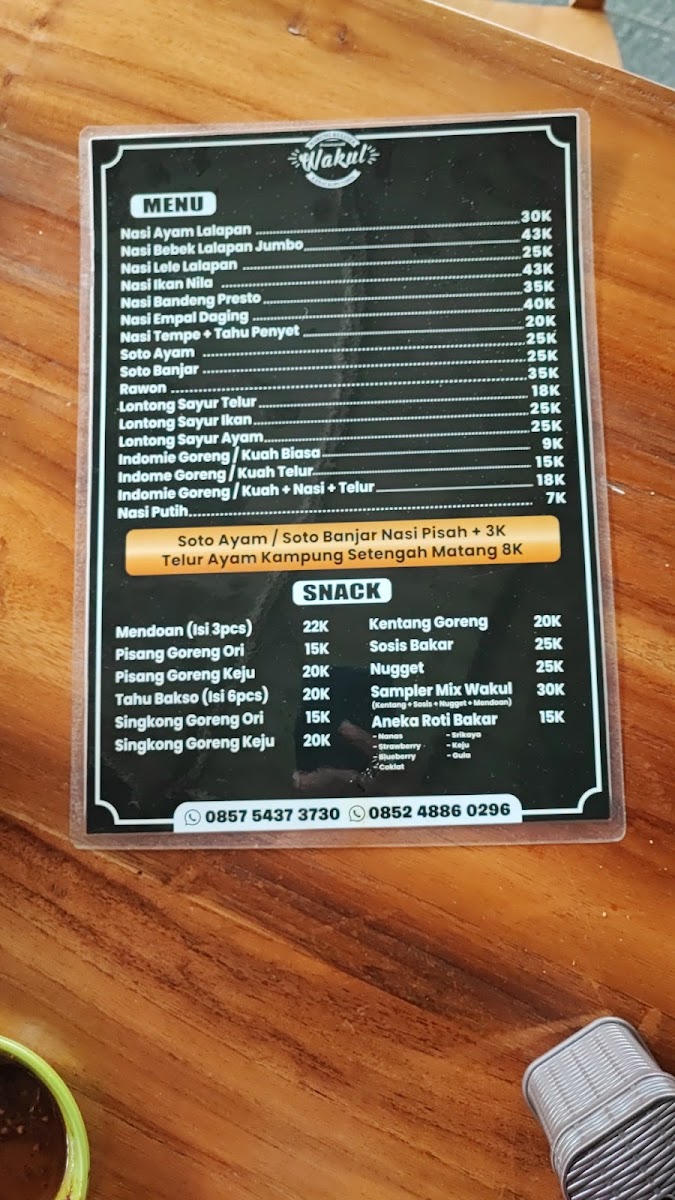 Wakul
MENU
Nasi Ayam Lalapan 30K
Nasi Bebek Lalapan Jumbo 43K
Nasi Lele Lalapan 25K
Nasi Ikan Nila 43K
Nasi Bandeng Presto 35K
Nasi Empal Daging 40K
Nasi Tempe + Tahu Penyet 20K
Soto Ayam 25K
Soto Banjar 25K
Rawon 35K
Lontong Sayur Telur 18K
Lontong Sayur Ikan 25K
Lontong Sayur Ayam 25K
Indomie Goreng / Kuah Biasa 9K
Indome Goreng / Kuah Telur 15K
Indomie Goreng / Kuah + Nasi + Telur 18K
Nasi Putih 7K
Soto Ayam / Soto Banjar Nasi Pisah + 3K
Telur Ayam Kampung Setengah Matang 8K
SNACK
Mendoan (Isi 3pcs) 22K
Pisang Goreng Ori 15K
Pisang Goreng Keju 20K
Tahu Bakso (Isi 6pcs) 20K
Singkong Goreng Ori 15K
Singkong Goreng Keju 20K
Kentang Goreng 20K
Sosis Bakar 25K
Nugget 25K
Sampler Mix Wakul 30K
(Kentang + Sosis + Nugget + Mendoan)
Aneka Roti Bakar 15K
- Nanas
- Strawberry
- Blueberry
- Coklat
- Srikaya
- Keju
- Gula
0857 5437 3730 0852 4886 0296